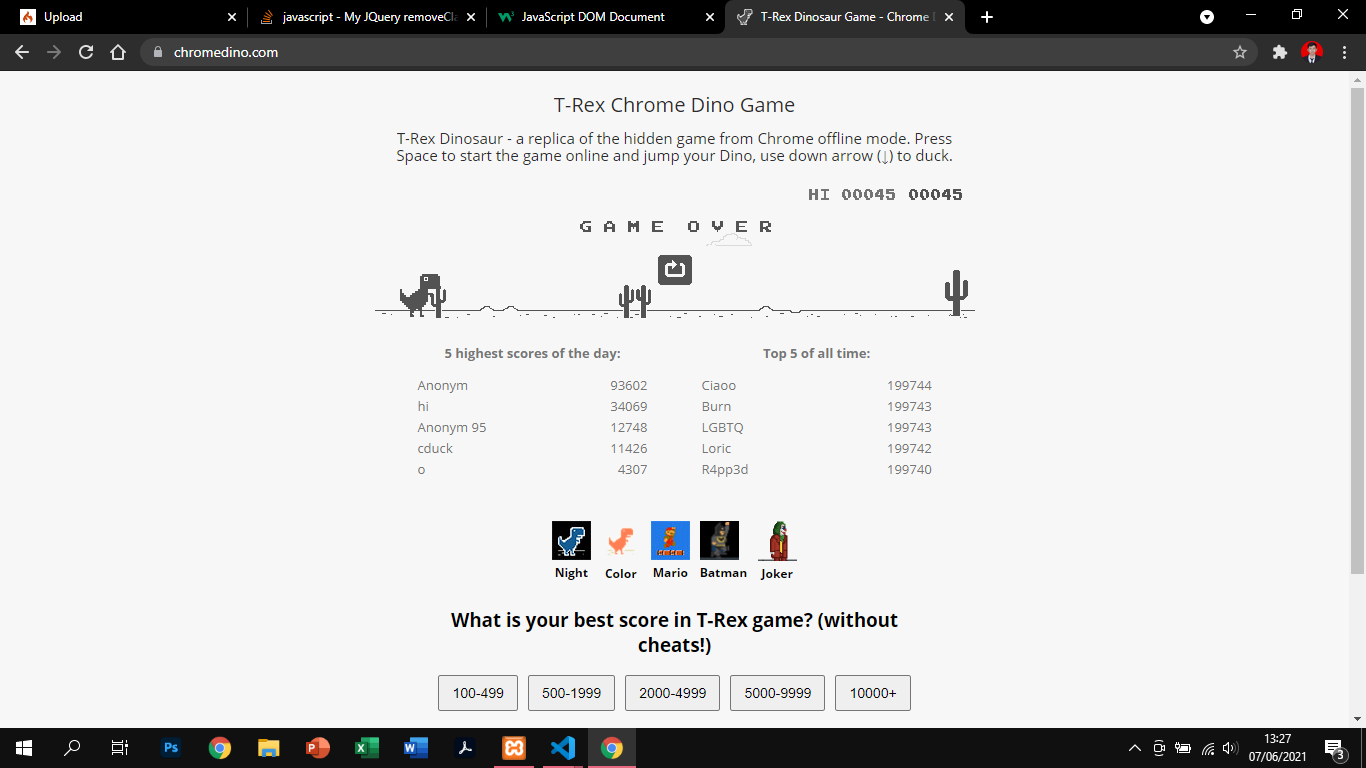 Upload
javascript - My JQuery removeCla
JavaScript DOM Document
T-Rex Dinosaur Game - Chrome D
chromedino.com
T-Rex Chrome Dino Game
T-Rex Dinosaur - a replica of the hidden game from Chrome offline mode. Press
Space to start the game online and jump your Dino, use down arrow (↓) to duck.
HI 00045 00045
GAME OVER
5 highest scores of the day:
Anonym 93602
hi 34069
Anonym 95 12748
cduck 11426
o 4307
Top 5 of all time:
Ciaoo 199744
Burn 199743
LGBTQ 199743
Loric 199742
R4pp3d 199740
Night
Color
Mario
Batman
Joker
What is your best score in T-Rex game? (without
cheats!)
100-499
500-1999
2000-4999
5000-9999
10000+
Ps
13:27
07/06/2021
3